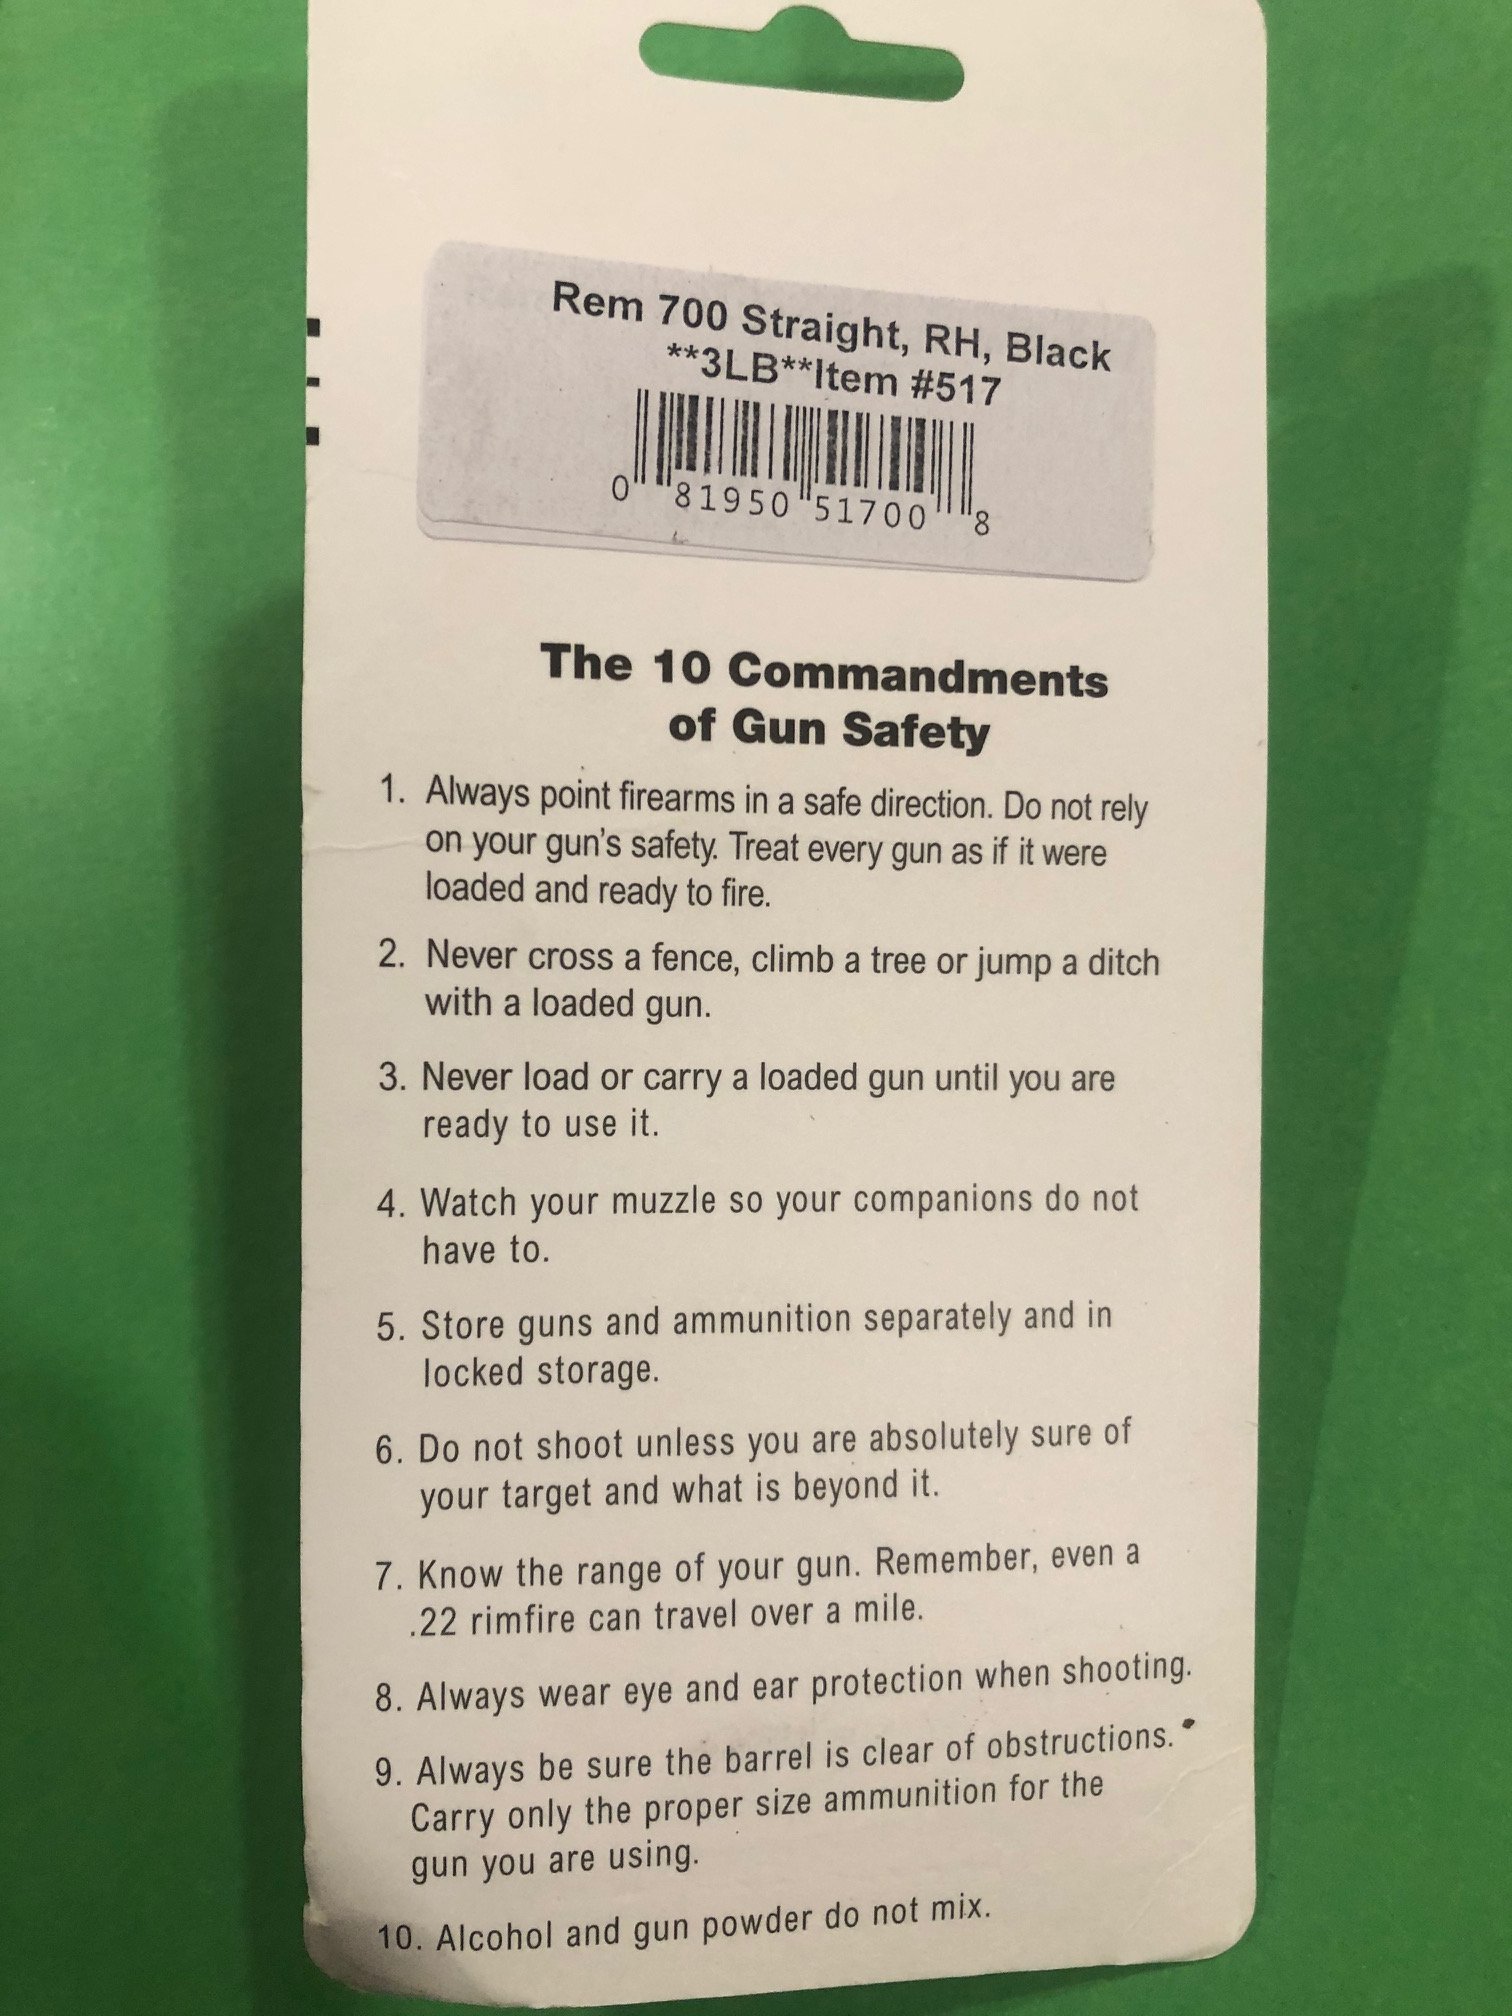 Rem 700 Straight, RH, Black
**3LB**Item #517
0 81950 51700 8
The 10 Commandments
of Gun Safety
1. Always point firearms in a safe direction. Do not rely
on your gun's safety. Treat every gun as if it were
loaded and ready to fire.
2. Never cross a fence, climb a tree or jump a ditch
with a loaded gun.
3. Never load or carry a loaded gun until you are
ready to use it.
4. Watch your muzzle so your companions do not
have to.
5. Store guns and ammunition separately and in
locked storage.
6. Do not shoot unless you are absolutely sure of
your target and what is beyond it.
7. Know the range of your gun. Remember, even a
.22 rimfire can travel over a mile.
8. Always wear eye and ear protection when shooting.
9. Always be sure the barrel is clear of obstructions.
Carry only the proper size ammunition for the
gun you are using.
10. Alcohol and gun powder do not mix.